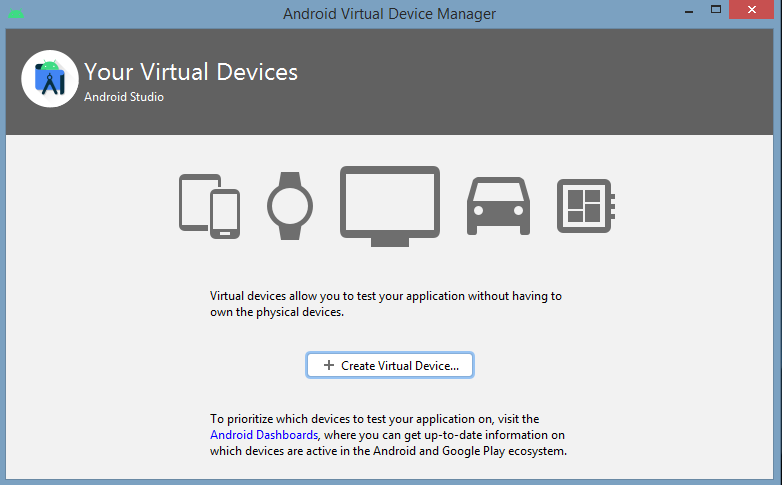 Android Virtual Device Manager
Your Virtual Devices
Android Studio
Virtual devices allow you to test your application without having to
own the physical devices.
+ Create Virtual Device...
To prioritize which devices to test your application on, visit the
Android Dashboards, where you can get up-to-date information on
which devices are active in the Android and Google Play ecosystem.